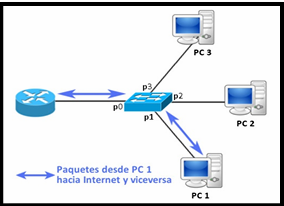 PC 3
p3
p2
p0
p1
PC 2
Paquetes desde PC 1
hacia Internet y viceversa
PC 1